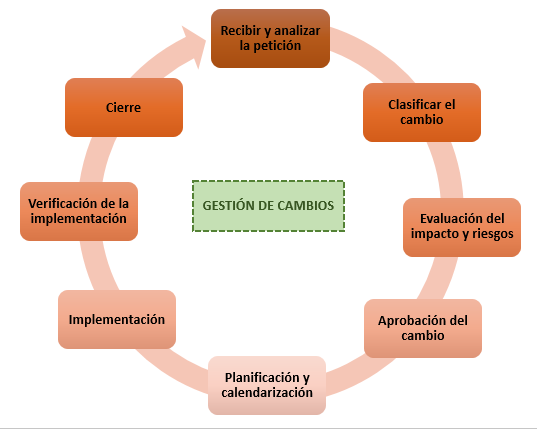 Recibir y analizar
la petición
Clasificar el
cambio
Evaluación del
impacto y riesgos
Aprobación del
cambio
Planificación y
calendarización
Implementación
Verificación de la
implementación
Cierre
GESTIÓN DE CAMBIOS